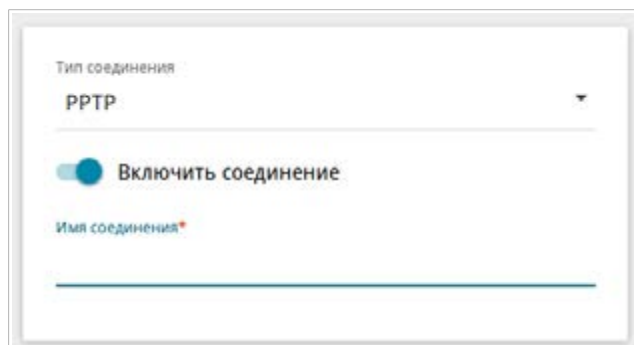 Тип соединения
PPTP
Включить соединение
Имя соединения*